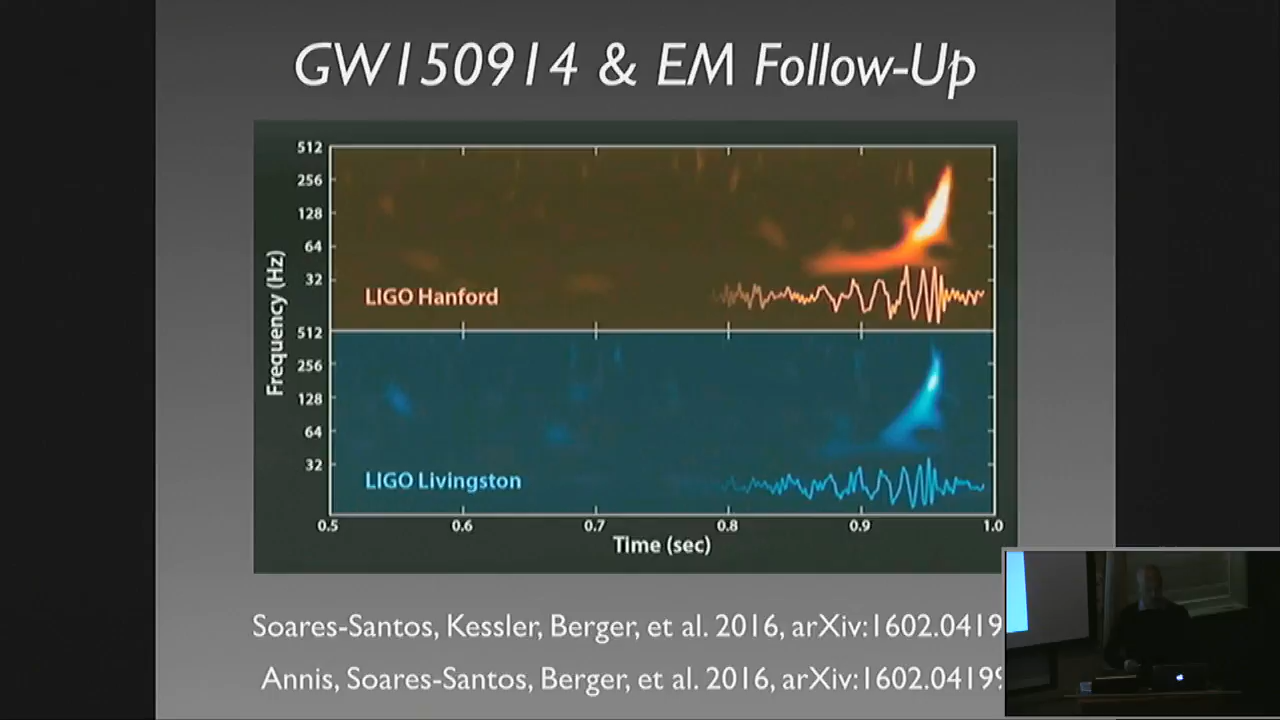 GW150914 & EM Follow-Up
512
256
128
64
32
LIGO Hanford
512
256
128
64
32
LIGO Livingston
Frequency (Hz)
0.5 0.6 0.7 0.8 0.9 1.0
Time (sec)
Soares-Santos, Kessler, Berger, et al. 2016, arXiv:1602.0419
Annis, Soares-Santos, Berger, et al. 2016, arXiv:1602.0419